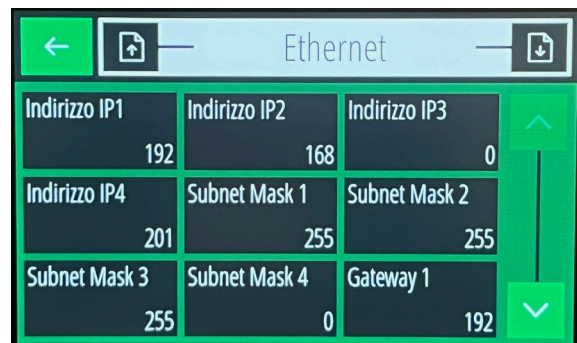 Ethernet
Indirizzo IP1
Indirizzo IP2
Indirizzo IP3
192
168
0
Indirizzo IP4
Subnet Mask 1
Subnet Mask 2
201
255
255
Subnet Mask 3
Subnet Mask 4
Gateway 1
255
0
192